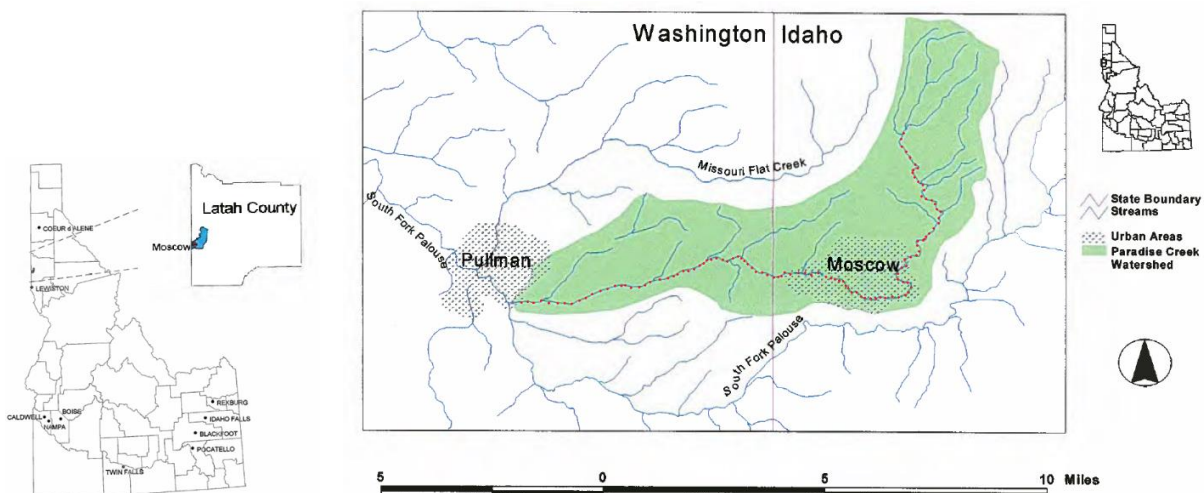 Washington Idaho
Missouri Flat Creek
South Fork Palouse
Pullman
Moscow
South Fork Palouse
State Boundary
Streams
Urban Areas
Paradise Creek
Watershed
Latah County
Moscow
COEUR d'ALENE
LEWISTON
CALDWELL
NAMPA
BOISE
TWIN FALLS
REXBURG
IDAHO FALLS
BLACKFOOT
POCATELLO
5 0 5 10 Miles